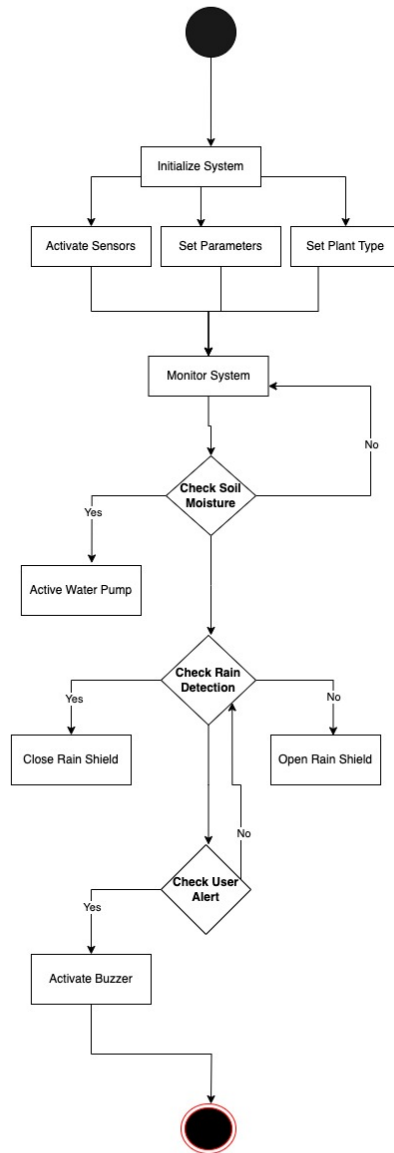 Initialize System
Activate Sensors
Set Parameters
Set Plant Type
Monitor System
No
Check Soil
Moisture
Yes
Active Water Pump
Check Rain
Detection
Yes
No
Close Rain Shield
Open Rain Shield
No
Check User
Alert
Yes
Activate Buzzer